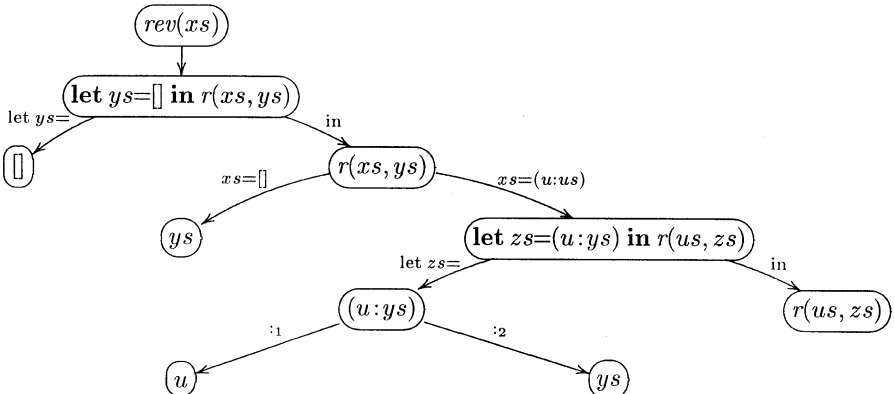 rev(xs)
let ys=[] in r(xs, ys)
let ys=
in
[]
r(xs, ys)
xs=[]
xs=(u:us)
ys
let zs=(u:ys) in r(us, zs)
let zs=
in
(u:ys)
r(us, zs)
:₁
:₂
u
ys